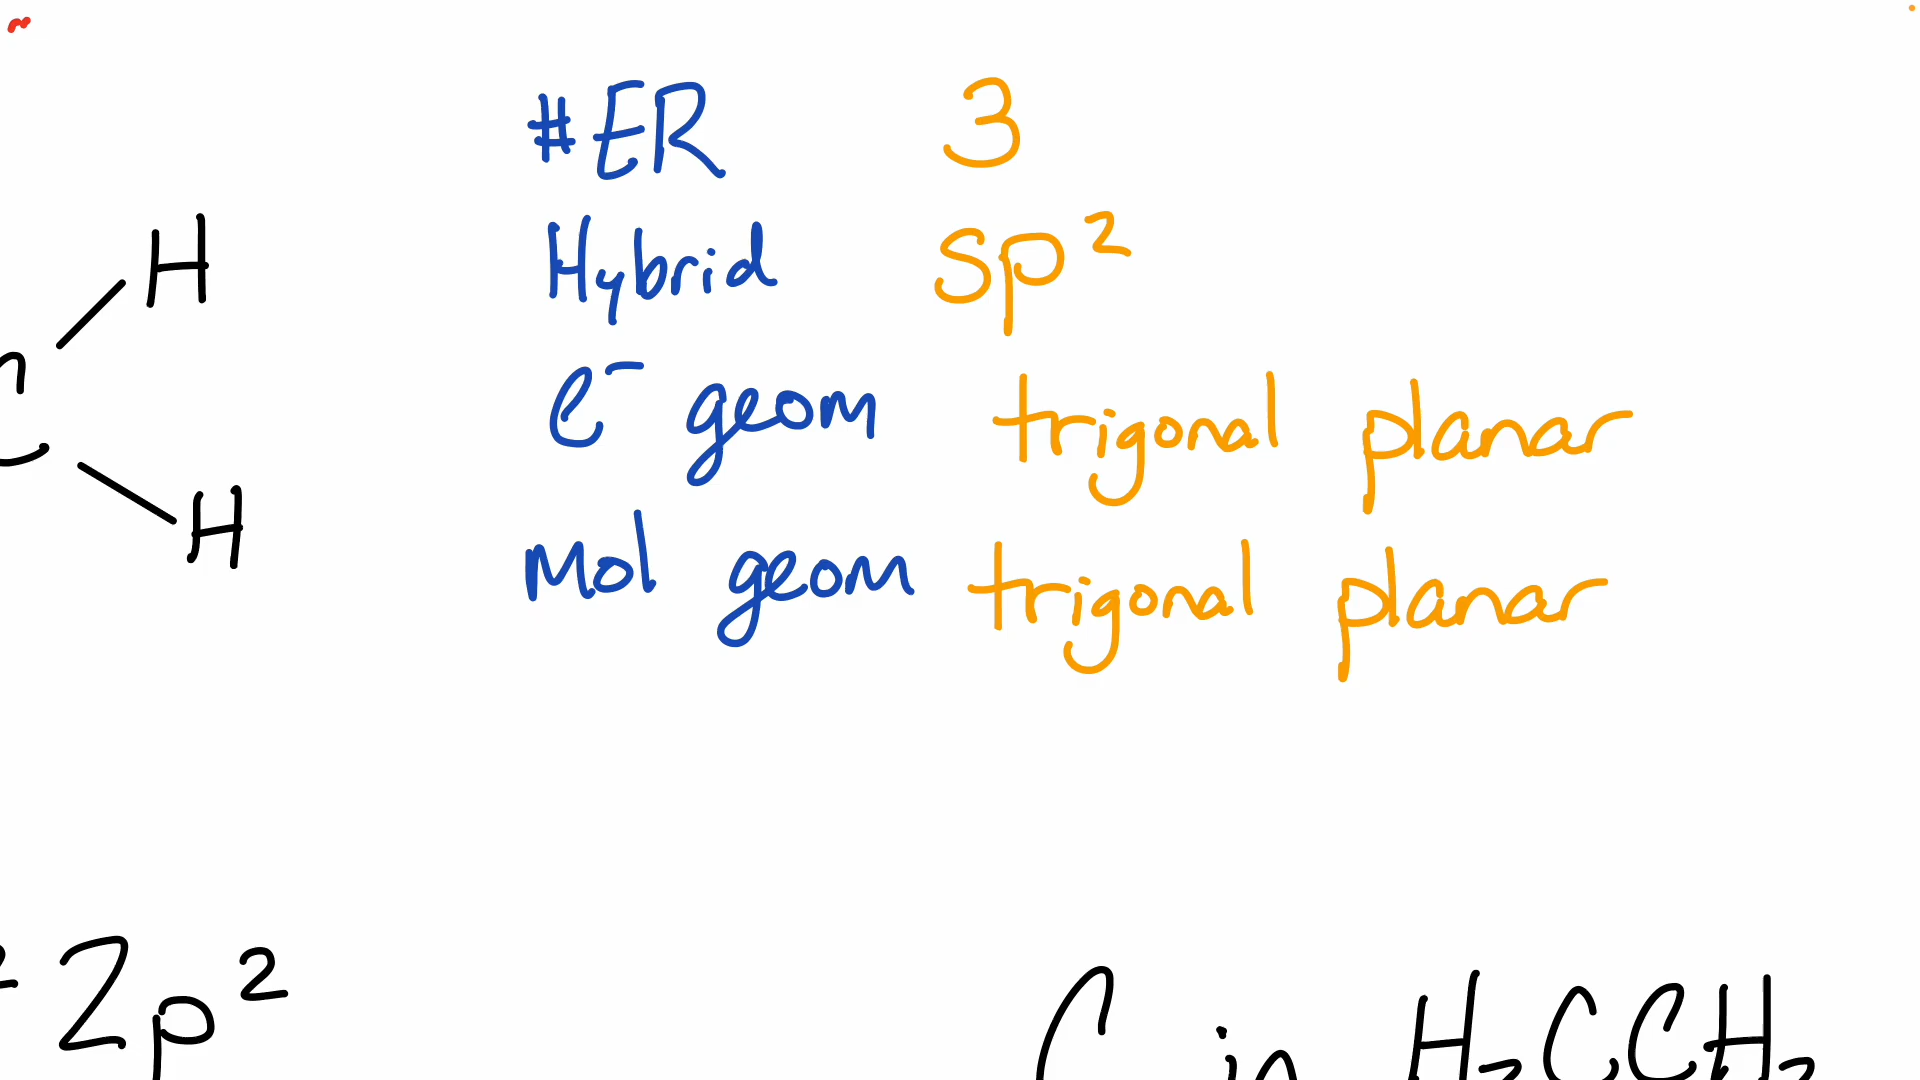 #ER 3
H
Hybrid sp²
e⁻ geom trigonal planar
H
Mol geom trigonal planar
2p²
C in H₂CCH₂